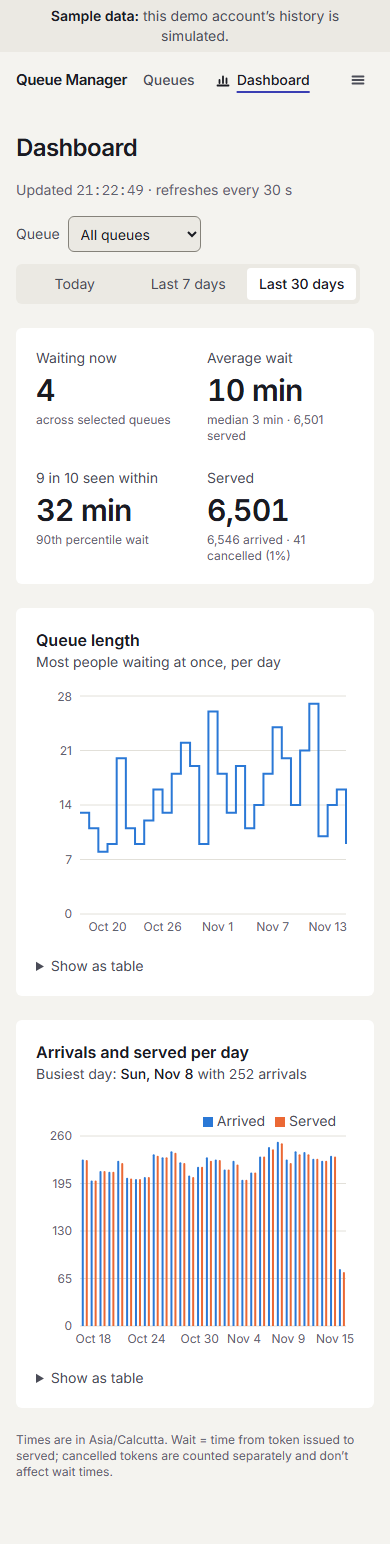 Sample data: this demo account’s history is
simulated.
Queue Manager Queues Dashboard
Dashboard
Updated 21:22:49 · refreshes every 30 s
Queue All queues
Today Last 7 days Last 30 days
Waiting now
4
across selected queues
Average wait
10 min
median 3 min · 6,501
served
9 in 10 seen within
32 min
90th percentile wait
Served
6,501
6,546 arrived · 41
cancelled (1%)
Queue length
Most people waiting at once, per day
28
21
14
7
0
Oct 20 Oct 26 Nov 1 Nov 7 Nov 13
Show as table
Arrivals and served per day
Busiest day: Sun, Nov 8 with 252 arrivals
Arrived Served
260
195
130
65
0
Oct 18 Oct 24 Oct 30 Nov 4 Nov 9 Nov 15
Show as table
Times are in Asia/Calcutta. Wait = time from token issued to
served; cancelled tokens are counted separately and don’t
affect wait times.